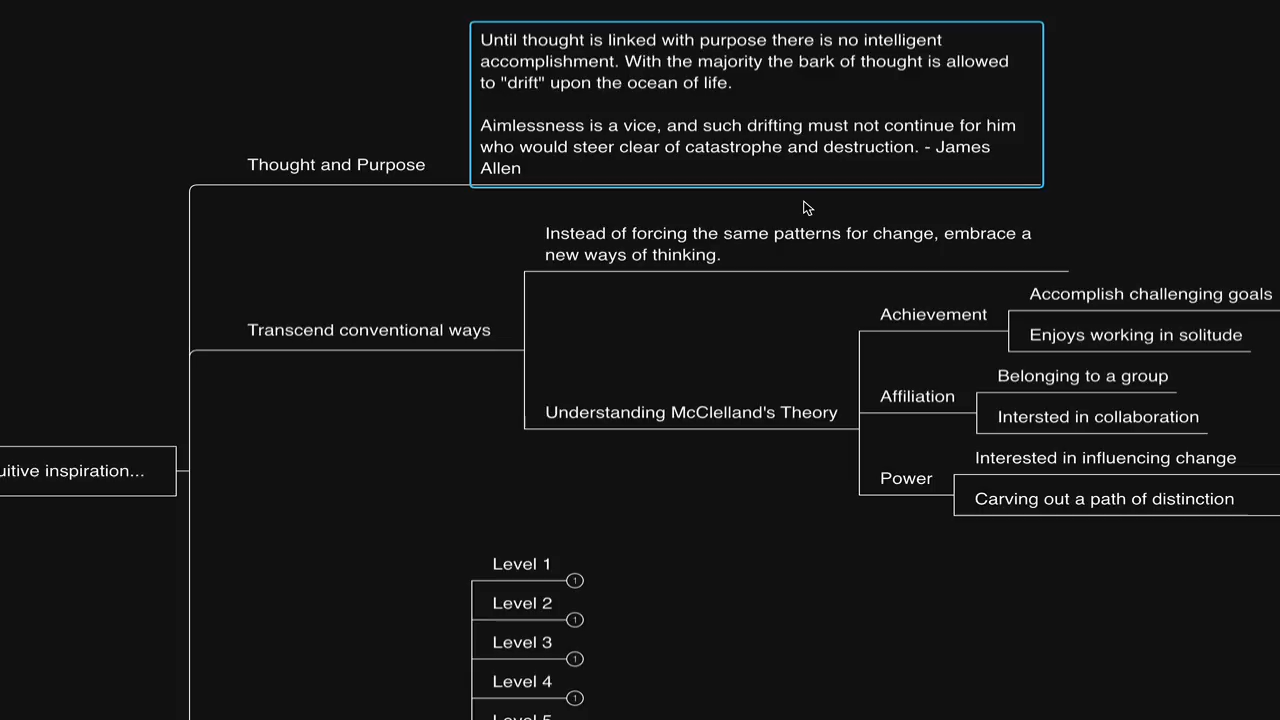 Until thought is linked with purpose there is no intelligent
accomplishment. With the majority the bark of thought is allowed
to "drift" upon the ocean of life.
Aimlessness is a vice, and such drifting must not continue for him
who would steer clear of catastrophe and destruction. - James
Allen
Thought and Purpose
Instead of forcing the same patterns for change, embrace a
new ways of thinking.
Transcend conventional ways
Understanding McClelland's Theory
Achievement
Accomplish challenging goals
Enjoys working in solitude
Affiliation
Belonging to a group
Intersted in collaboration
Power
Interested in influencing change
Carving out a path of distinction
inspiration...
Level 1
1
Level 2
1
Level 3
1
Level 4
1